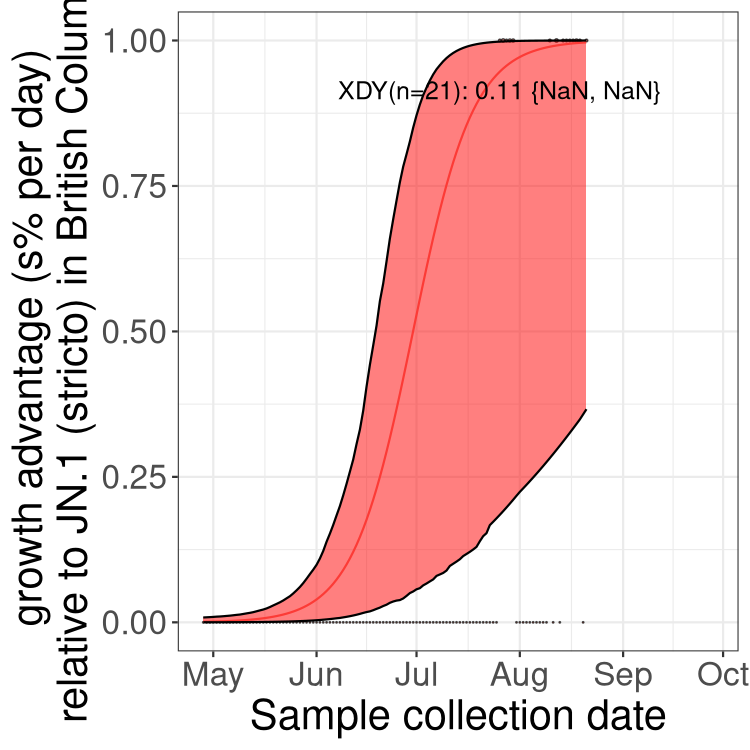 growth advantage (s% per day)
relative to JN.1 (stricto) in British Colum
1.00
0.75
0.50
0.25
0.00
XDY(n=21): 0.11 {NaN, NaN}
May Jun Jul Aug Sep Oct
Sample collection date